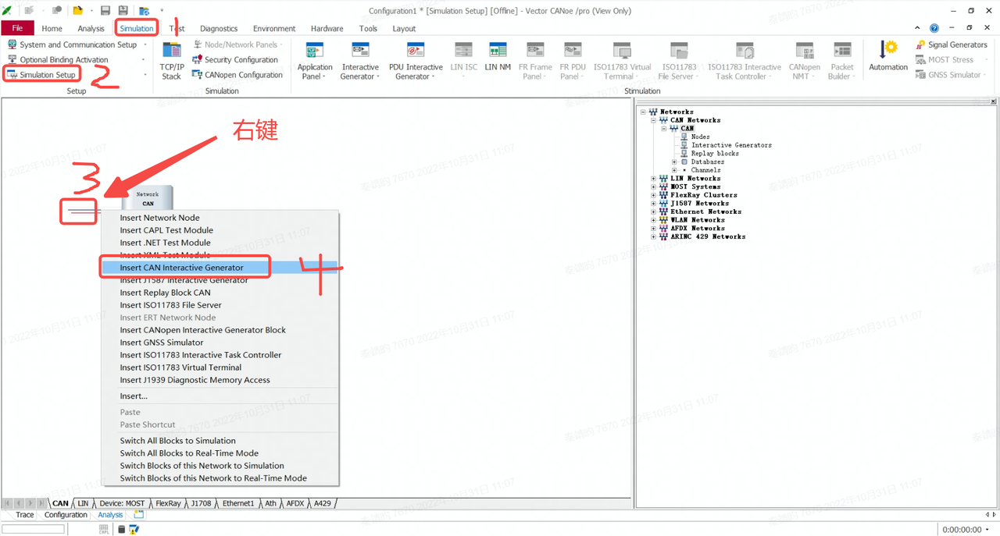 Configuration1 * [Simulation Setup] [Offline] - Vector CANoe /pro (View Only)
File Home Analysis Simulation Test Diagnostics Environment Hardware Tools Layout
1
System and Communication Setup
Optional Binding Activation
Simulation Setup
2
Setup
TCP/IP
Stack
Node/Network Panels
Security Configuration
CANopen Configuration
Simulation
Application
Panel
Interactive
Generator
PDU Interactive
Generator
LIN ISC
LIN NM
FR Frame
Panel
FR PDU
Panel
ISO11783 Virtual
Terminal
ISO11783
File Server
ISO11783 Interactive
Task Controller
CANopen
NMT
Packet
Builder
Stimulation
Automation
Signal Generators
MOST Stress
GNSS Simulator
右键
3
Network
CAN
Insert Network Node
Insert CAPL Test Module
Insert .NET Test Module
Insert XML Test Module
Insert CAN Interactive Generator
4
Insert J1587 Interactive Generator
Insert Replay Block CAN
Insert ISO11783 File Server
Insert ERT Network Node
Insert CANopen Interactive Generator Block
Insert GNSS Simulator
Insert ISO11783 Interactive Task Controller
Insert ISO11783 Virtual Terminal
Insert J1939 Diagnostic Memory Access
Insert...
Paste
Paste Shortcut
Switch All Blocks to Simulation
Switch All Blocks to Real-Time Mode
Switch Blocks of this Network to Simulation
Switch Blocks of this Network to Real-Time Mode
Networks
CAN Networks
CAN
Nodes
Interactive Generators
Replay blocks
Databases
Channels
LIN Networks
MOST Systems
FlexRay Clusters
J1587 Networks
Ethernet Networks
WLAN Networks
AFDX Networks
ARINC 429 Networks
CAN LIN Device: MOST FlexRay J1708 Ethernet1 Ath AFDX A429
Trace Configuration Analysis
0:00:00:00